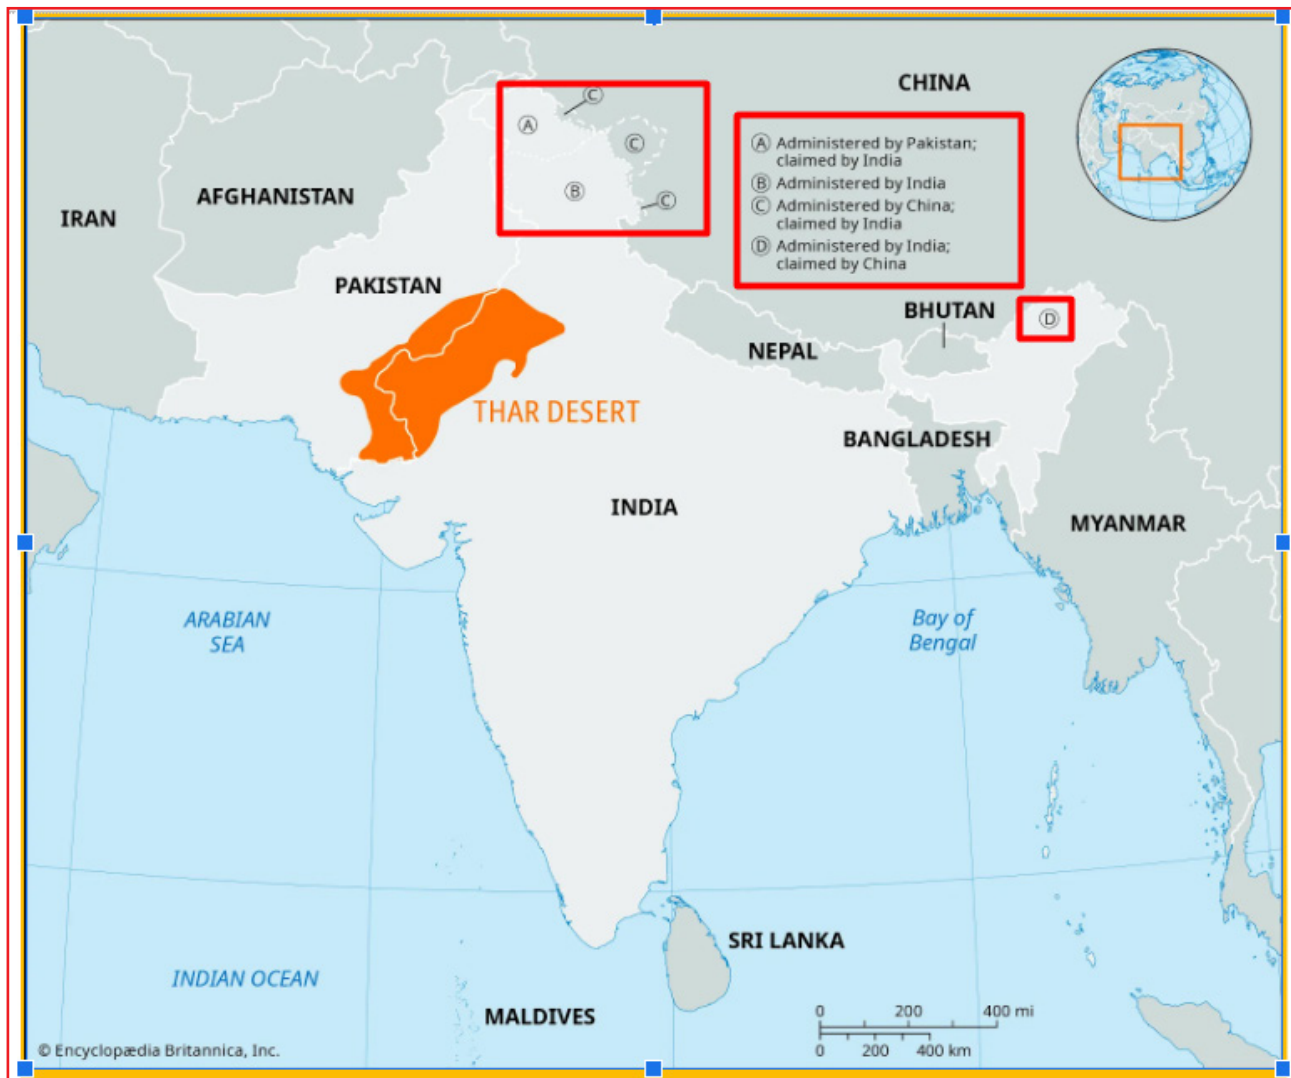 CHINA
Ⓒ
Ⓐ
Ⓒ
Ⓐ Administered by Pakistan;
claimed by India
Ⓑ Administered by India
Ⓒ Administered by China;
claimed by India
Ⓓ Administered by India;
claimed by China
AFGHANISTAN
Ⓑ
Ⓒ
IRAN
PAKISTAN
BHUTAN
Ⓓ
NEPAL
THAR DESERT
BANGLADESH
INDIA
MYANMAR
ARABIAN
SEA
Bay of
Bengal
SRI LANKA
INDIAN OCEAN
MALDIVES
0 200 400 mi
0 200 400 km
© Encyclopædia Britannica, Inc.